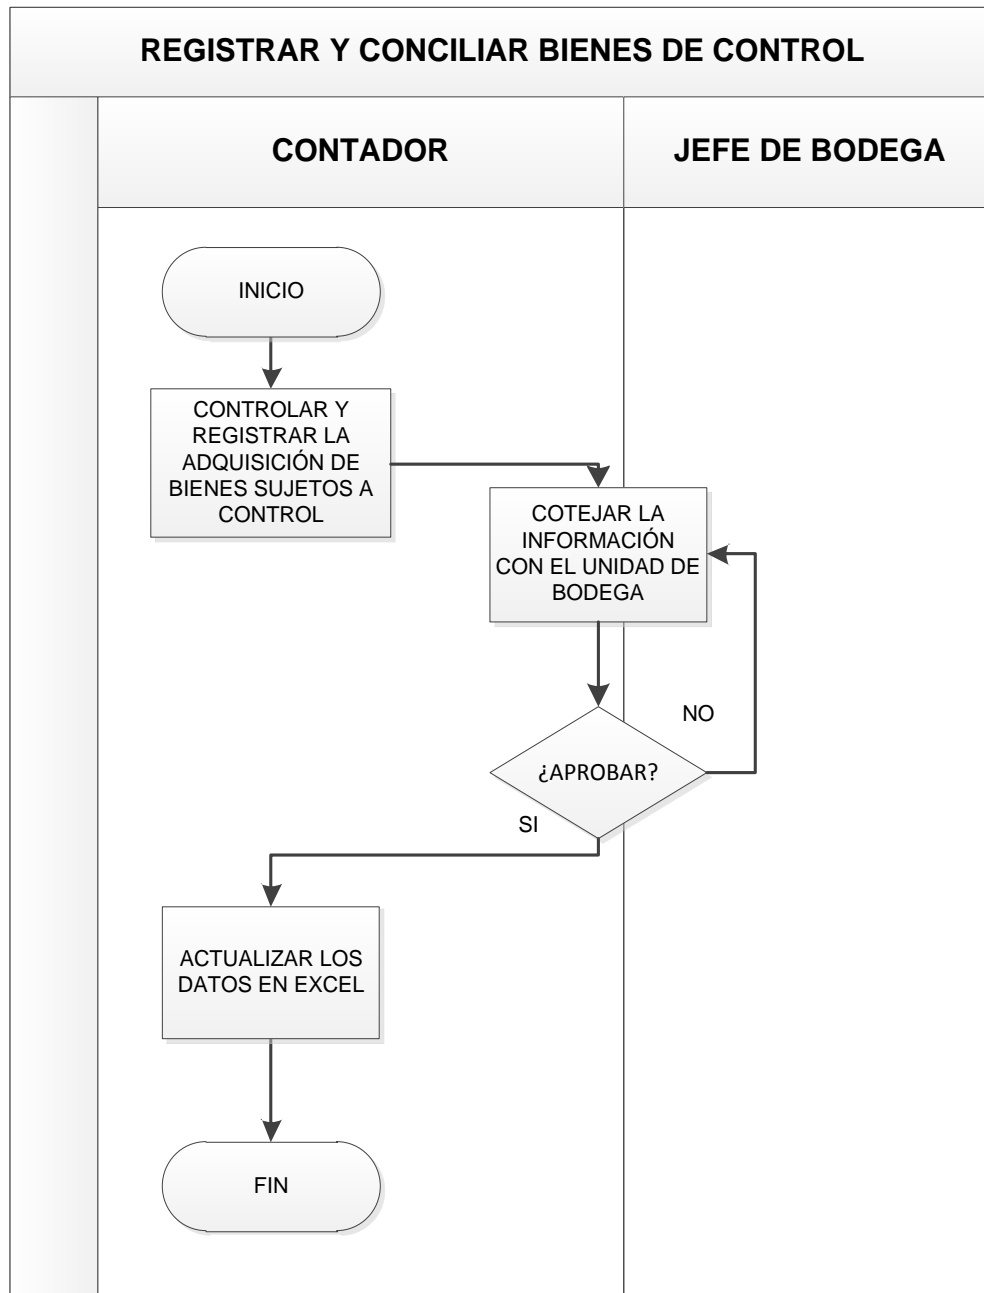 REGISTRAR Y CONCILIAR BIENES DE CONTROL
CONTADOR
JEFE DE BODEGA
INICIO
CONTROLAR Y
REGISTRAR LA
ADQUISICIÓN DE
BIENES SUJETOS A
CONTROL
COTEJAR LA
INFORMACIÓN
CON EL UNIDAD DE
BODEGA
NO
¿APROBAR?
SI
ACTUALIZAR LOS
DATOS EN EXCEL
FIN